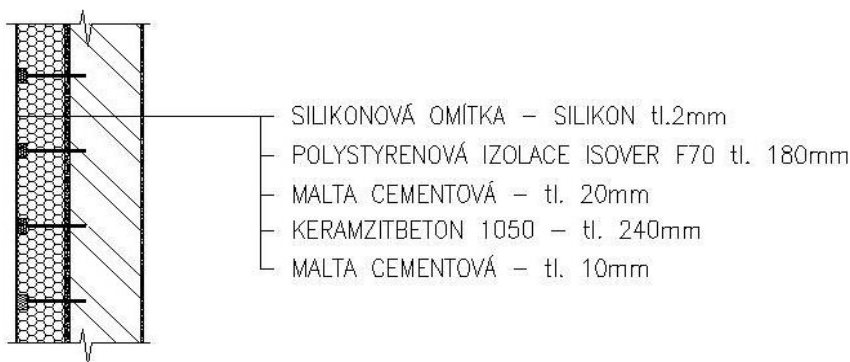 SILIKONOVÁ OMÍTKA – SILIKON tl.2mm
POLYSTYRENOVÁ IZOLACE ISOVER F70 tl. 180mm
MALTA CEMENTOVÁ – tl. 20mm
KERAMZITBETON 1050 – tl. 240mm
MALTA CEMENTOVÁ – tl. 10mm